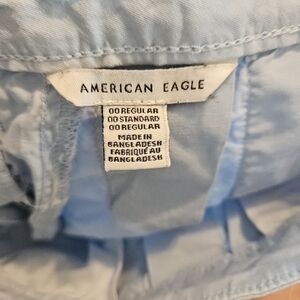 AMERICAN EAGLE
00 REGULAR
00 STANDARD
00 REGULAR
MADE IN
BANGLADESH
FABRIQUÉ AU
BANGLADESH